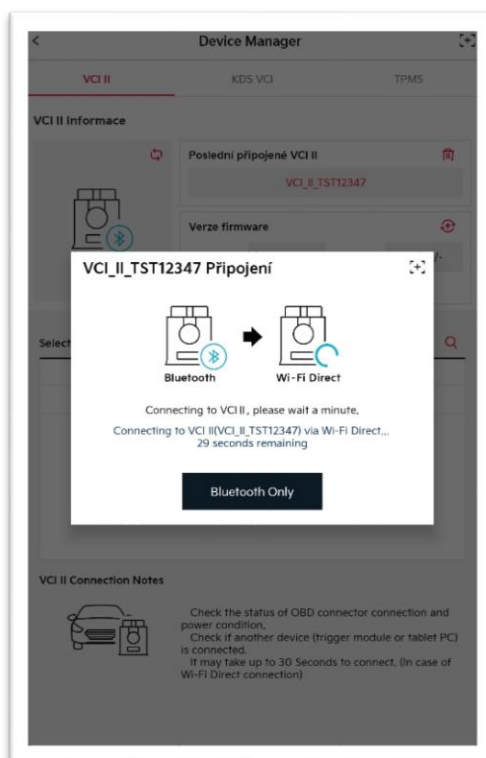 Device Manager
VCI II KDS VCI TPMS
VCI II Informace
Poslední připojené VCI II
VCI_II_TST12347
Verze firmware
/-
VCI_II_TST12347 Připojení
Select
Bluetooth Wi-Fi Direct
Connecting to VCI II, please wait a minute,
Connecting to VCI II(VCI_II_TST12347) via Wi-Fi Direct...
29 seconds remaining
Bluetooth Only
VCI II Connection Notes
Check the status of OBD connector connection and
power condition,
Check if another device (trigger module or tablet PC)
is connected,
It may take up to 30 Seconds to connect, (In case of
Wi-Fi Direct connection)